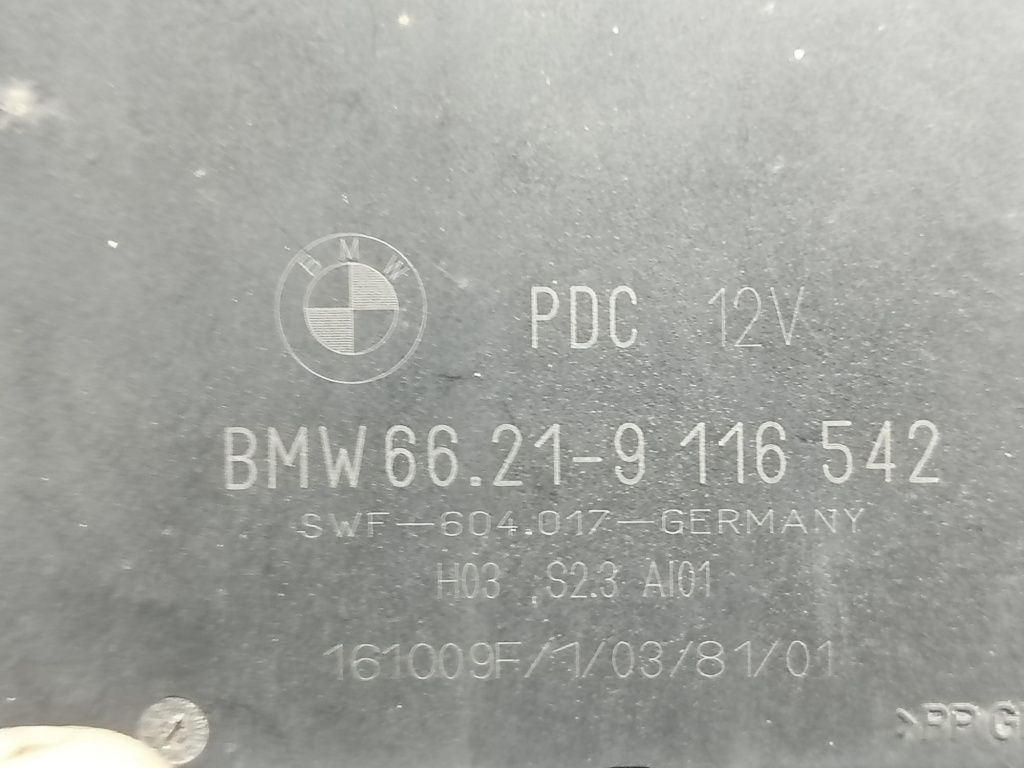 BMW
PDC 12V
BMW 66.21-9 116 542
SWF-604.017-GERMANY
H03 S2.3 AI01
161009F/1/03/81/01
>PP G